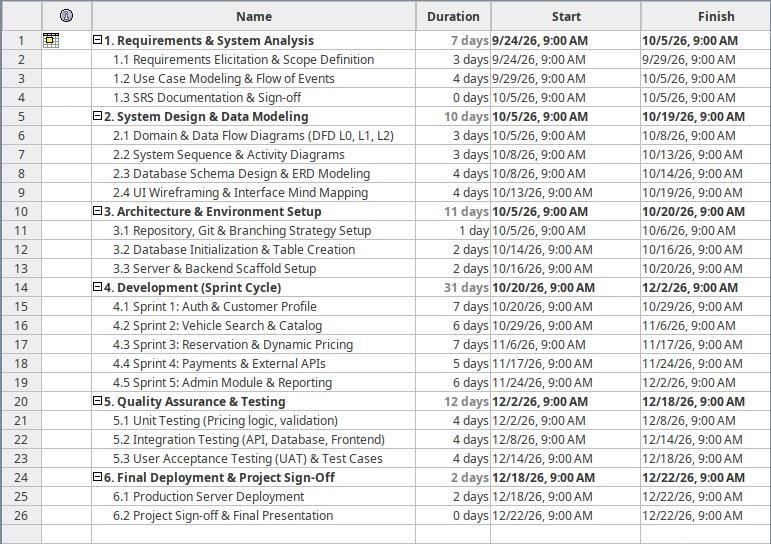 Name Duration Start Finish
1 1. Requirements & System Analysis 7 days 9/24/26, 9:00 AM 10/5/26, 9:00 AM
2 1.1 Requirements Elicitation & Scope Definition 3 days 9/24/26, 9:00 AM 9/29/26, 9:00 AM
3 1.2 Use Case Modeling & Flow of Events 4 days 9/29/26, 9:00 AM 10/5/26, 9:00 AM
4 1.3 SRS Documentation & Sign-off 0 days 10/5/26, 9:00 AM 10/5/26, 9:00 AM
5 2. System Design & Data Modeling 10 days 10/5/26, 9:00 AM 10/19/26, 9:00 AM
6 2.1 Domain & Data Flow Diagrams (DFD L0, L1, L2) 3 days 10/5/26, 9:00 AM 10/8/26, 9:00 AM
7 2.2 System Sequence & Activity Diagrams 3 days 10/8/26, 9:00 AM 10/13/26, 9:00 AM
8 2.3 Database Schema Design & ERD Modeling 4 days 10/8/26, 9:00 AM 10/14/26, 9:00 AM
9 2.4 UI Wireframing & Interface Mind Mapping 4 days 10/13/26, 9:00 AM 10/19/26, 9:00 AM
10 3. Architecture & Environment Setup 11 days 10/5/26, 9:00 AM 10/20/26, 9:00 AM
11 3.1 Repository, Git & Branching Strategy Setup 1 day 10/5/26, 9:00 AM 10/6/26, 9:00 AM
12 3.2 Database Initialization & Table Creation 2 days 10/14/26, 9:00 AM 10/16/26, 9:00 AM
13 3.3 Server & Backend Scaffold Setup 2 days 10/16/26, 9:00 AM 10/20/26, 9:00 AM
14 4. Development (Sprint Cycle) 31 days 10/20/26, 9:00 AM 12/2/26, 9:00 AM
15 4.1 Sprint 1: Auth & Customer Profile 7 days 10/20/26, 9:00 AM 10/29/26, 9:00 AM
16 4.2 Sprint 2: Vehicle Search & Catalog 6 days 10/29/26, 9:00 AM 11/6/26, 9:00 AM
17 4.3 Sprint 3: Reservation & Dynamic Pricing 7 days 11/6/26, 9:00 AM 11/17/26, 9:00 AM
18 4.4 Sprint 4: Payments & External APIs 5 days 11/17/26, 9:00 AM 11/24/26, 9:00 AM
19 4.5 Sprint 5: Admin Module & Reporting 6 days 11/24/26, 9:00 AM 12/2/26, 9:00 AM
20 5. Quality Assurance & Testing 12 days 12/2/26, 9:00 AM 12/18/26, 9:00 AM
21 5.1 Unit Testing (Pricing logic, validation) 4 days 12/2/26, 9:00 AM 12/8/26, 9:00 AM
22 5.2 Integration Testing (API, Database, Frontend) 4 days 12/8/26, 9:00 AM 12/14/26, 9:00 AM
23 5.3 User Acceptance Testing (UAT) & Test Cases 4 days 12/14/26, 9:00 AM 12/18/26, 9:00 AM
24 6. Final Deployment & Project Sign-Off 2 days 12/18/26, 9:00 AM 12/22/26, 9:00 AM
25 6.1 Production Server Deployment 2 days 12/18/26, 9:00 AM 12/22/26, 9:00 AM
26 6.2 Project Sign-off & Final Presentation 0 days 12/22/26, 9:00 AM 12/22/26, 9:00 AM